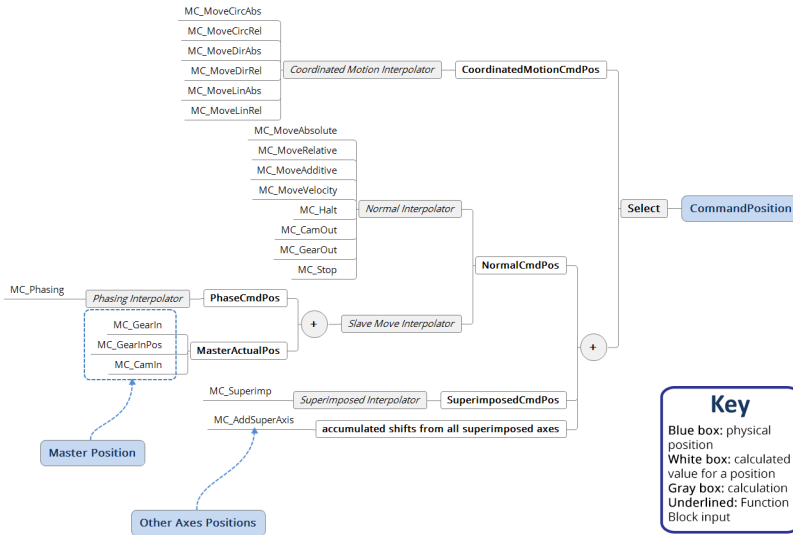 MC_MoveCircAbs
MC_MoveCircRel
MC_MoveDirAbs
MC_MoveDirRel
MC_MoveLinAbs
MC_MoveLinRel
Coordinated Motion Interpolator
CoordinatedMotionCmdPos
MC_MoveAbsolute
MC_MoveRelative
MC_MoveAdditive
MC_MoveVelocity
MC_Halt
MC_CamOut
MC_GearOut
MC_Stop
Normal Interpolator
NormalCmdPos
Select
CommandPosition
MC_Phasing
Phasing Interpolator
PhaseCmdPos
MC_GearIn
MC_GearInPos
MC_CamIn
MasterActualPos
+
Slave Move Interpolator
+
MC_Superimp
Superimposed Interpolator
SuperimposedCmdPos
MC_AddSuperAxis
accumulated shifts from all superimposed axes
Master Position
Other Axes Positions
Key
Blue box: physical
position
White box: calculated
value for a position
Gray box: calculation
Underlined: Function
Block input